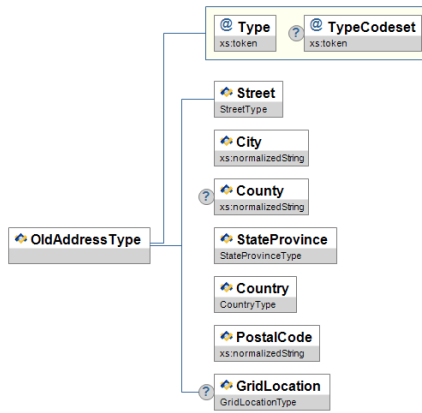 @ Type ? @ TypeCodeset
xs:token xs:token
Street
StreetType
City
xs:normalizedString
? County
xs:normalizedString
OldAddressType
StateProvince
StateProvinceType
Country
CountryType
PostalCode
xs:normalizedString
? GridLocation
GridLocationType